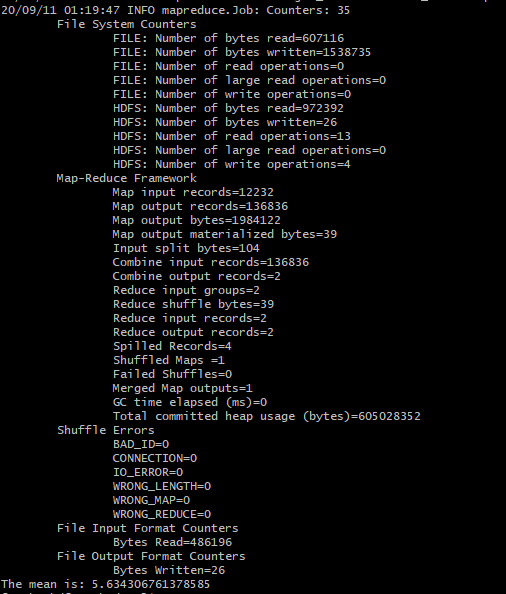 20/09/11 01:19:47 INFO mapreduce.Job: Counters: 35
File System Counters
FILE: Number of bytes read=607116
FILE: Number of bytes written=1538735
FILE: Number of read operations=0
FILE: Number of large read operations=0
FILE: Number of write operations=0
HDFS: Number of bytes read=972392
HDFS: Number of bytes written=26
HDFS: Number of read operations=13
HDFS: Number of large read operations=0
HDFS: Number of write operations=4
Map-Reduce Framework
Map input records=12232
Map output records=136836
Map output bytes=1984122
Map output materialized bytes=39
Input split bytes=104
Combine input records=136836
Combine output records=2
Reduce input groups=2
Reduce shuffle bytes=39
Reduce input records=2
Reduce output records=2
Spilled Records=4
Shuffled Maps =1
Failed Shuffles=0
Merged Map outputs=1
GC time elapsed (ms)=0
Total committed heap usage (bytes)=605028352
Shuffle Errors
BAD_ID=0
CONNECTION=0
IO_ERROR=0
WRONG_LENGTH=0
WRONG_MAP=0
WRONG_REDUCE=0
File Input Format Counters
Bytes Read=486196
File Output Format Counters
Bytes Written=26
The mean is: 5.634306761378585